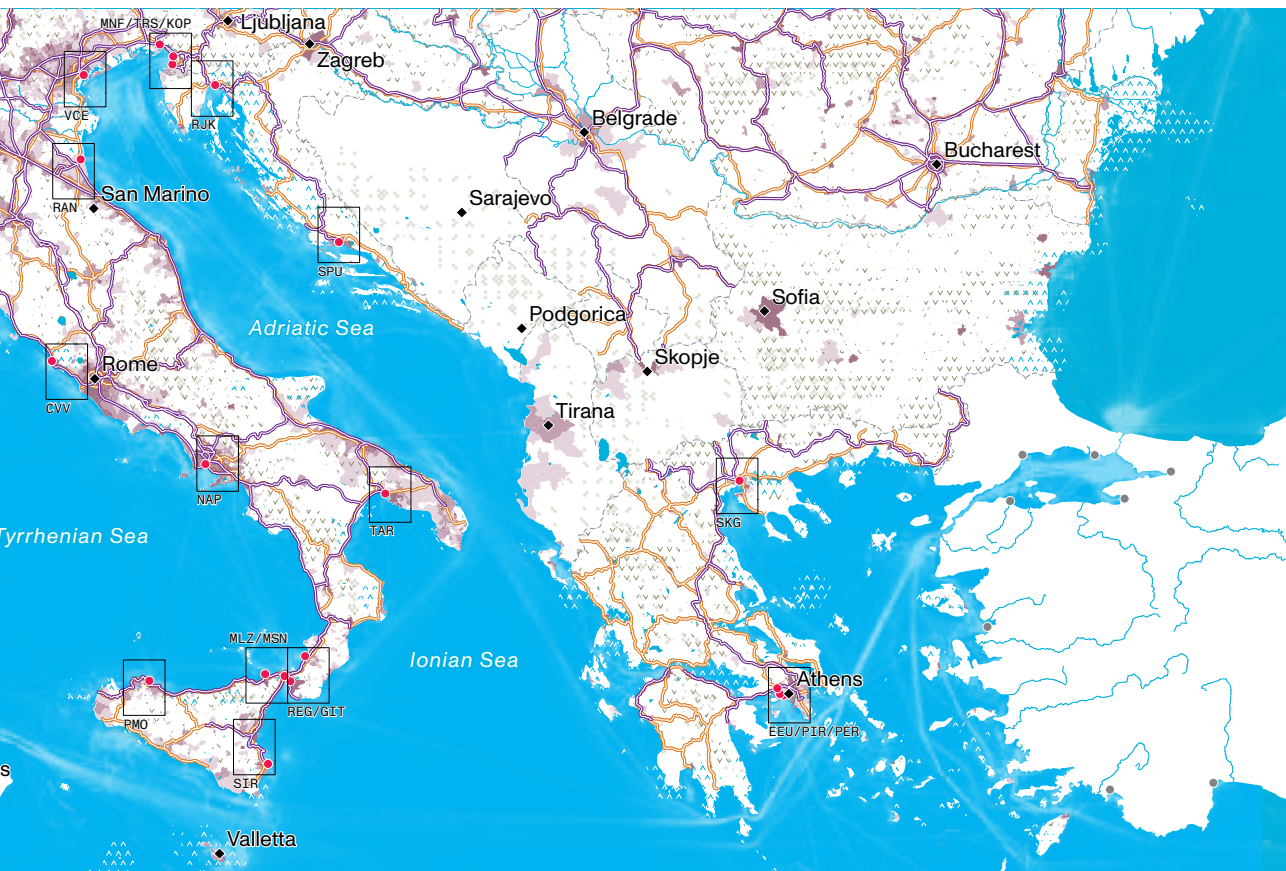 MNF/TRS/KOP
Ljubljana
Zagreb
VCE
RJK
Belgrade
Bucharest
RAN
San Marino
Sarajevo
SPU
Sofia
Podgorica
Adriatic Sea
Skopje
Rome
CVV
Tirana
NAP
TAR
SKG
Tyrrhenian Sea
MLZ/MSN
Ionian Sea
Athens
REG/GIT
PMO
EEU/PIR/PER
s
SIR
Valletta